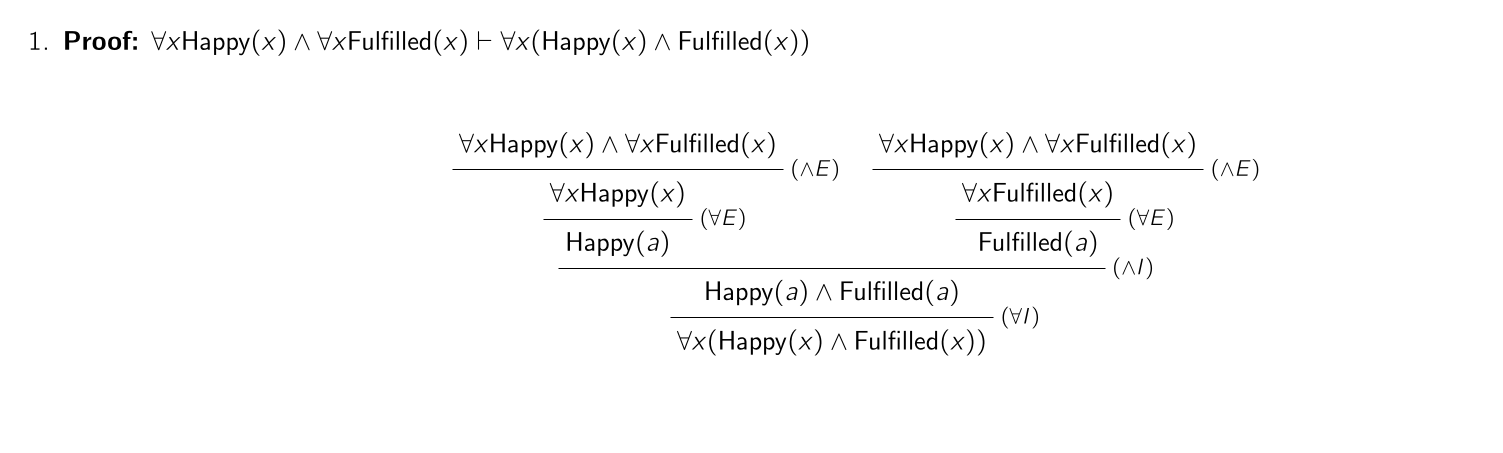 1. Proof: ∀xHappy(x) ∧ ∀xFulfilled(x) ⊢ ∀x(Happy(x) ∧ Fulfilled(x))
∀xHappy(x) ∧ ∀xFulfilled(x) (∧E) ∀xHappy(x) ∧ ∀xFulfilled(x) (∧E)
∀xHappy(x) (∀E) ∀xFulfilled(x) (∀E)
Happy(a) Fulfilled(a) (∧I)
Happy(a) ∧ Fulfilled(a) (∀I)
∀x(Happy(x) ∧ Fulfilled(x))